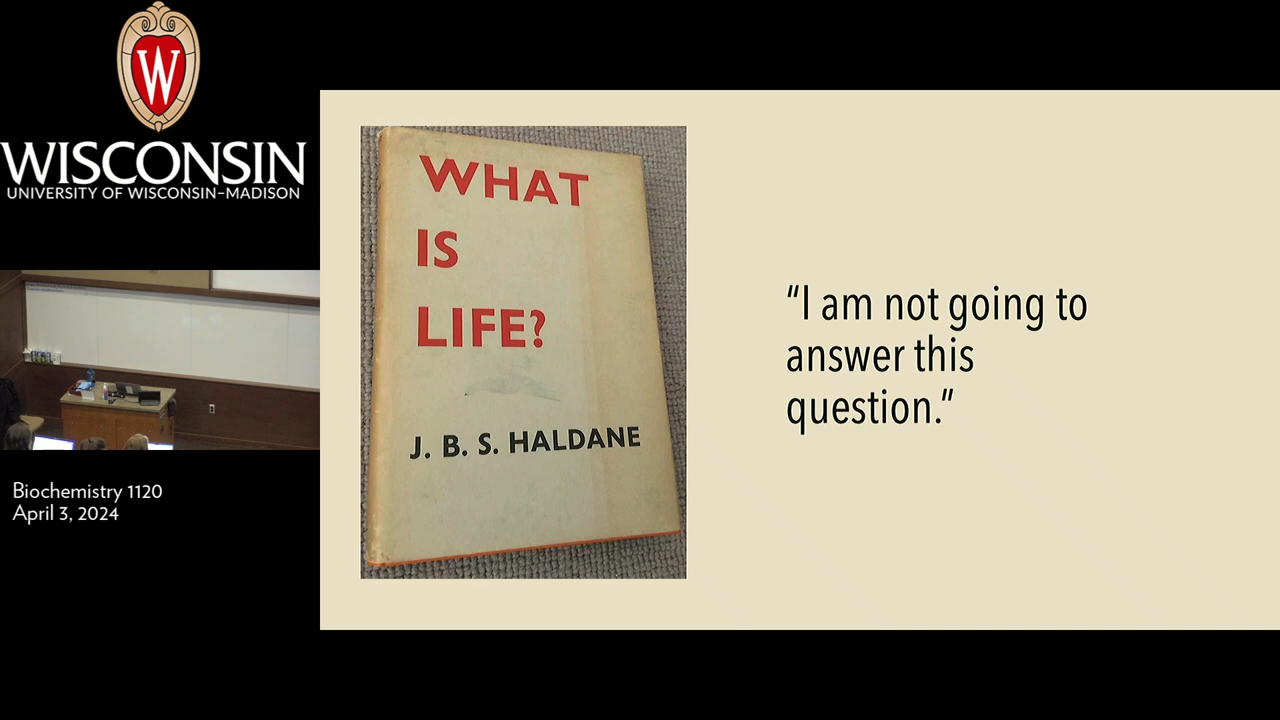 W
WISCONSIN
UNIVERSITY OF WISCONSIN–MADISON
Biochemistry 1120
April 3, 2024
WHAT
IS
LIFE?
J. B. S. HALDANE
“I am not going to
answer this
question.”